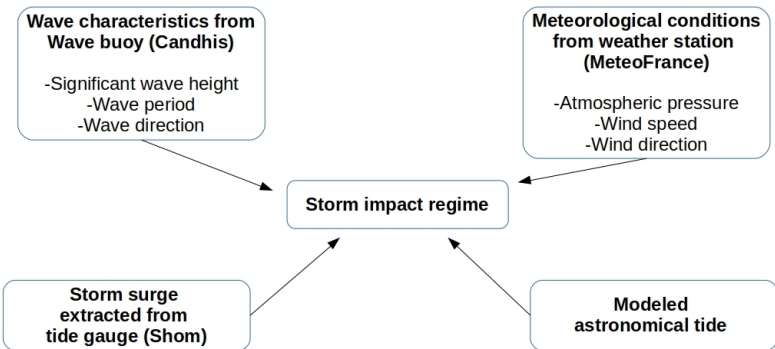 Wave characteristics from
Wave buoy (Candhis)
-Significant wave height
-Wave period
-Wave direction
Meteorological conditions
from weather station
(MeteoFrance)
-Atmospheric pressure
-Wind speed
-Wind direction
Storm impact regime
Storm surge
extracted from
tide gauge (Shom)
Modeled
astronomical tide